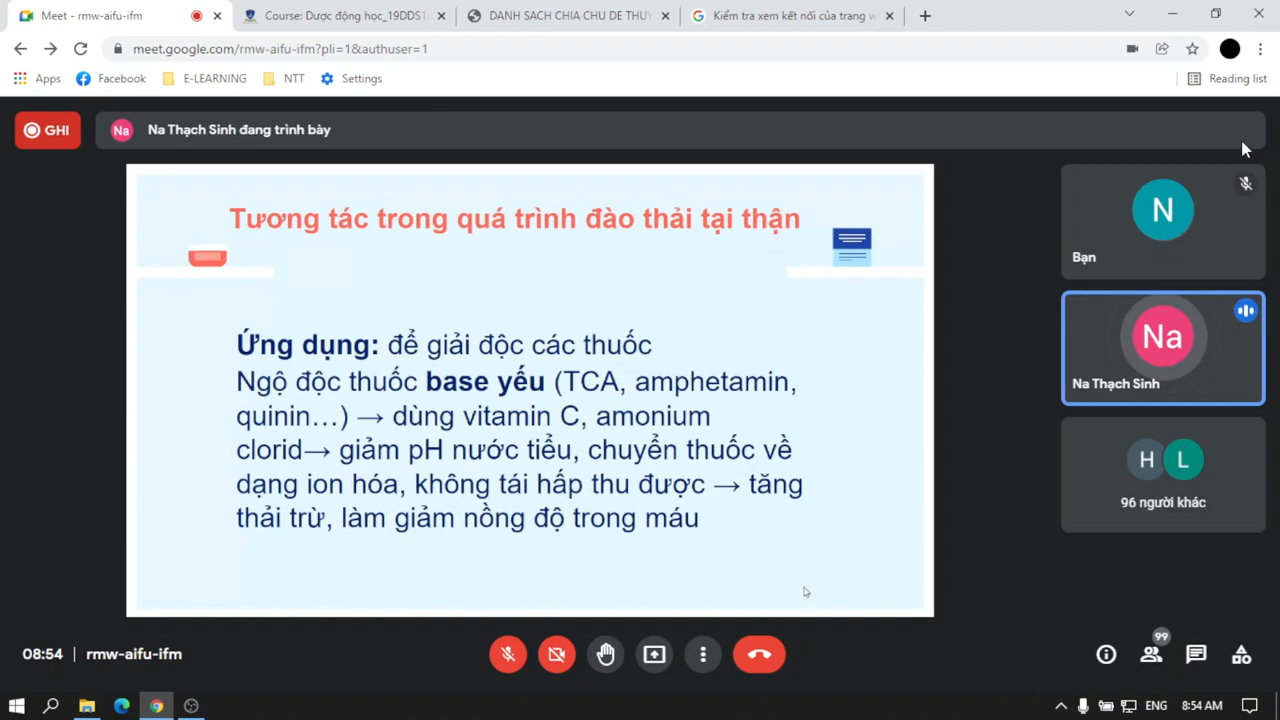 Meet - rmw-aifu-ifm
Course: Dược động học_19DDS1
DANH SACH CHIA CHU DE THUY
Kiểm tra xem kết nối của trang w
meet.google.com/rmw-aifu-ifm?pli=1&authuser=1
Apps
Facebook
E-LEARNING
NTT
Settings
Reading list
GHI
Na
Na Thạch Sinh đang trình bày
Tương tác trong quá trình đào thải tại thận
Ứng dụng: để giải độc các thuốc
Ngộ độc thuốc base yếu (TCA, amphetamin,
quinin…) → dùng vitamin C, amonium
clorid→ giảm pH nước tiểu, chuyển thuốc về
dạng ion hóa, không tái hấp thu được → tăng
thải trừ, làm giảm nồng độ trong máu
N
Bạn
Na
Na Thạch Sinh
H
L
96 người khác
08:54
rmw-aifu-ifm
99
ENG
8:54 AM